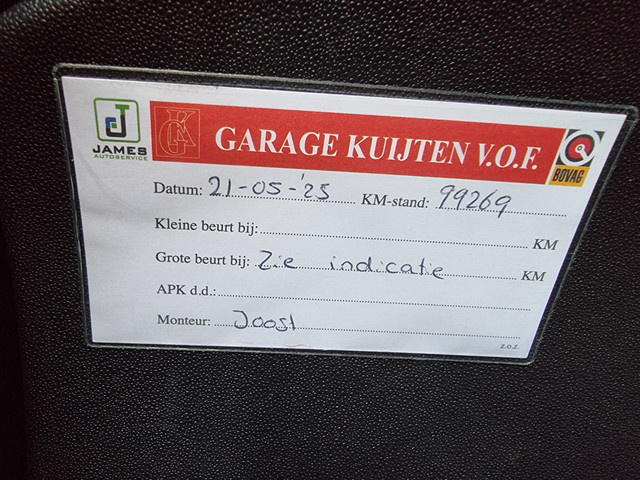 JAMES
AUTOSERVICE
GARAGE KUIJTEN V.O.F.
BOVAG
Datum: 21-05-'25 KM-stand: 99269
Kleine beurt bij: KM
Grote beurt bij: Zie indicatie KM
APK d.d.:
Monteur: Joost
z.o.z.